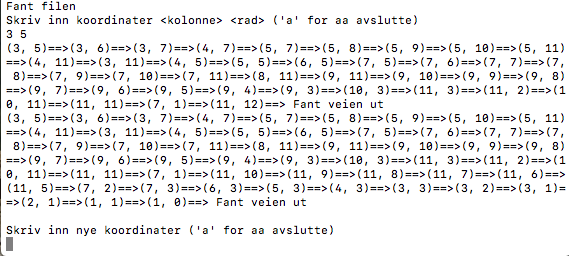 Fant filen
Skriv inn koordinater <kolonne> <rad> ('a' for aa avslutte)
3 5
(3, 5)==>(3, 6)==>(3, 7)==>(4, 7)==>(5, 7)==>(5, 8)==>(5, 9)==>(5, 10)==>(5, 11)
==>(4, 11)==>(3, 11)==>(4, 5)==>(5, 5)==>(6, 5)==>(7, 5)==>(7, 6)==>(7, 7)==>(7,
 8)==>(7, 9)==>(7, 10)==>(7, 11)==>(8, 11)==>(9, 11)==>(9, 10)==>(9, 9)==>(9, 8)
==>(9, 7)==>(9, 6)==>(9, 5)==>(9, 4)==>(9, 3)==>(10, 3)==>(11, 3)==>(11, 2)==>(1
0, 11)==>(11, 11)==>(7, 1)==>(11, 12)==> Fant veien ut
(3, 5)==>(3, 6)==>(3, 7)==>(4, 7)==>(5, 7)==>(5, 8)==>(5, 9)==>(5, 10)==>(5, 11)
==>(4, 11)==>(3, 11)==>(4, 5)==>(5, 5)==>(6, 5)==>(7, 5)==>(7, 6)==>(7, 7)==>(7,
 8)==>(7, 9)==>(7, 10)==>(7, 11)==>(8, 11)==>(9, 11)==>(9, 10)==>(9, 9)==>(9, 8)
==>(9, 7)==>(9, 6)==>(9, 5)==>(9, 4)==>(9, 3)==>(10, 3)==>(11, 3)==>(11, 2)==>(1
0, 11)==>(11, 11)==>(7, 1)==>(11, 10)==>(11, 9)==>(11, 8)==>(11, 7)==>(11, 6)==>
(11, 5)==>(7, 2)==>(7, 3)==>(6, 3)==>(5, 3)==>(4, 3)==>(3, 3)==>(3, 2)==>(3, 1)=
=>(2, 1)==>(1, 1)==>(1, 0)==> Fant veien ut
Skriv inn nye koordinater ('a' for aa avslutte)